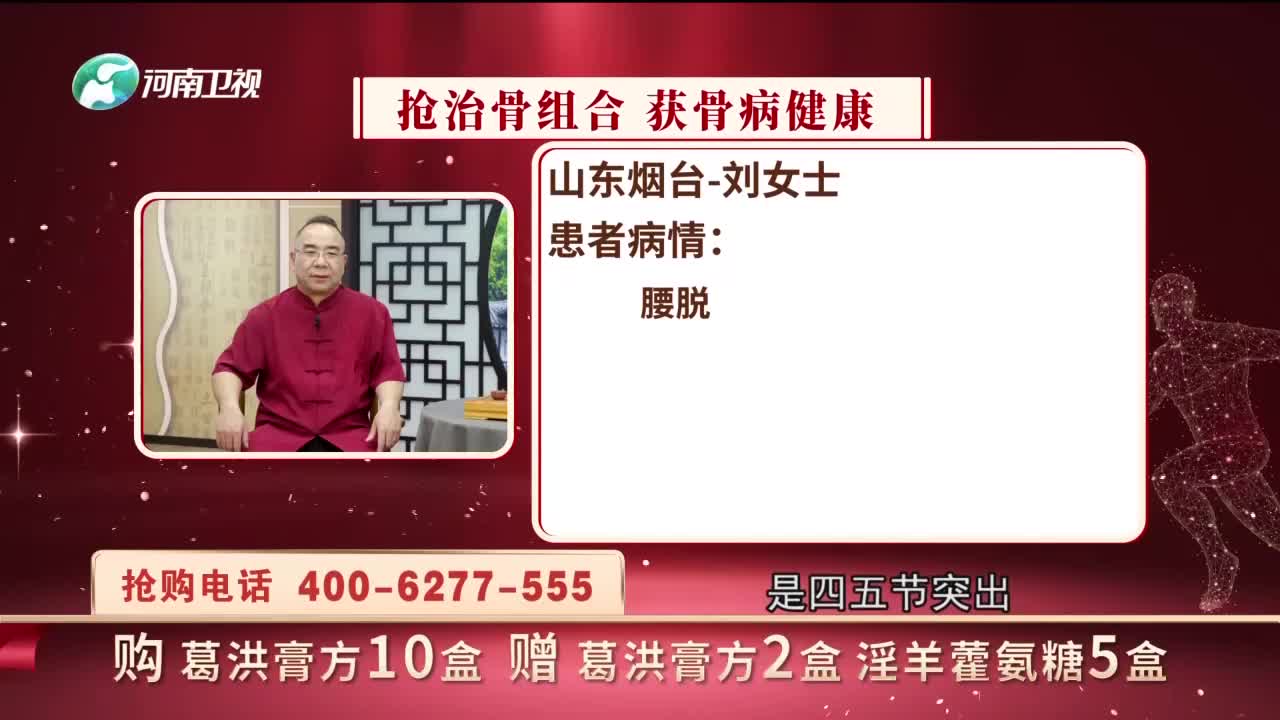 河南卫视
抢治骨组合 获骨病健康
山东烟台-刘女士
患者病情：
腰脱
抢购电话 400-6277-555
是四五节突出
购 葛洪膏方10盒 赠 葛洪膏方2盒 淫羊藿氨糖5盒